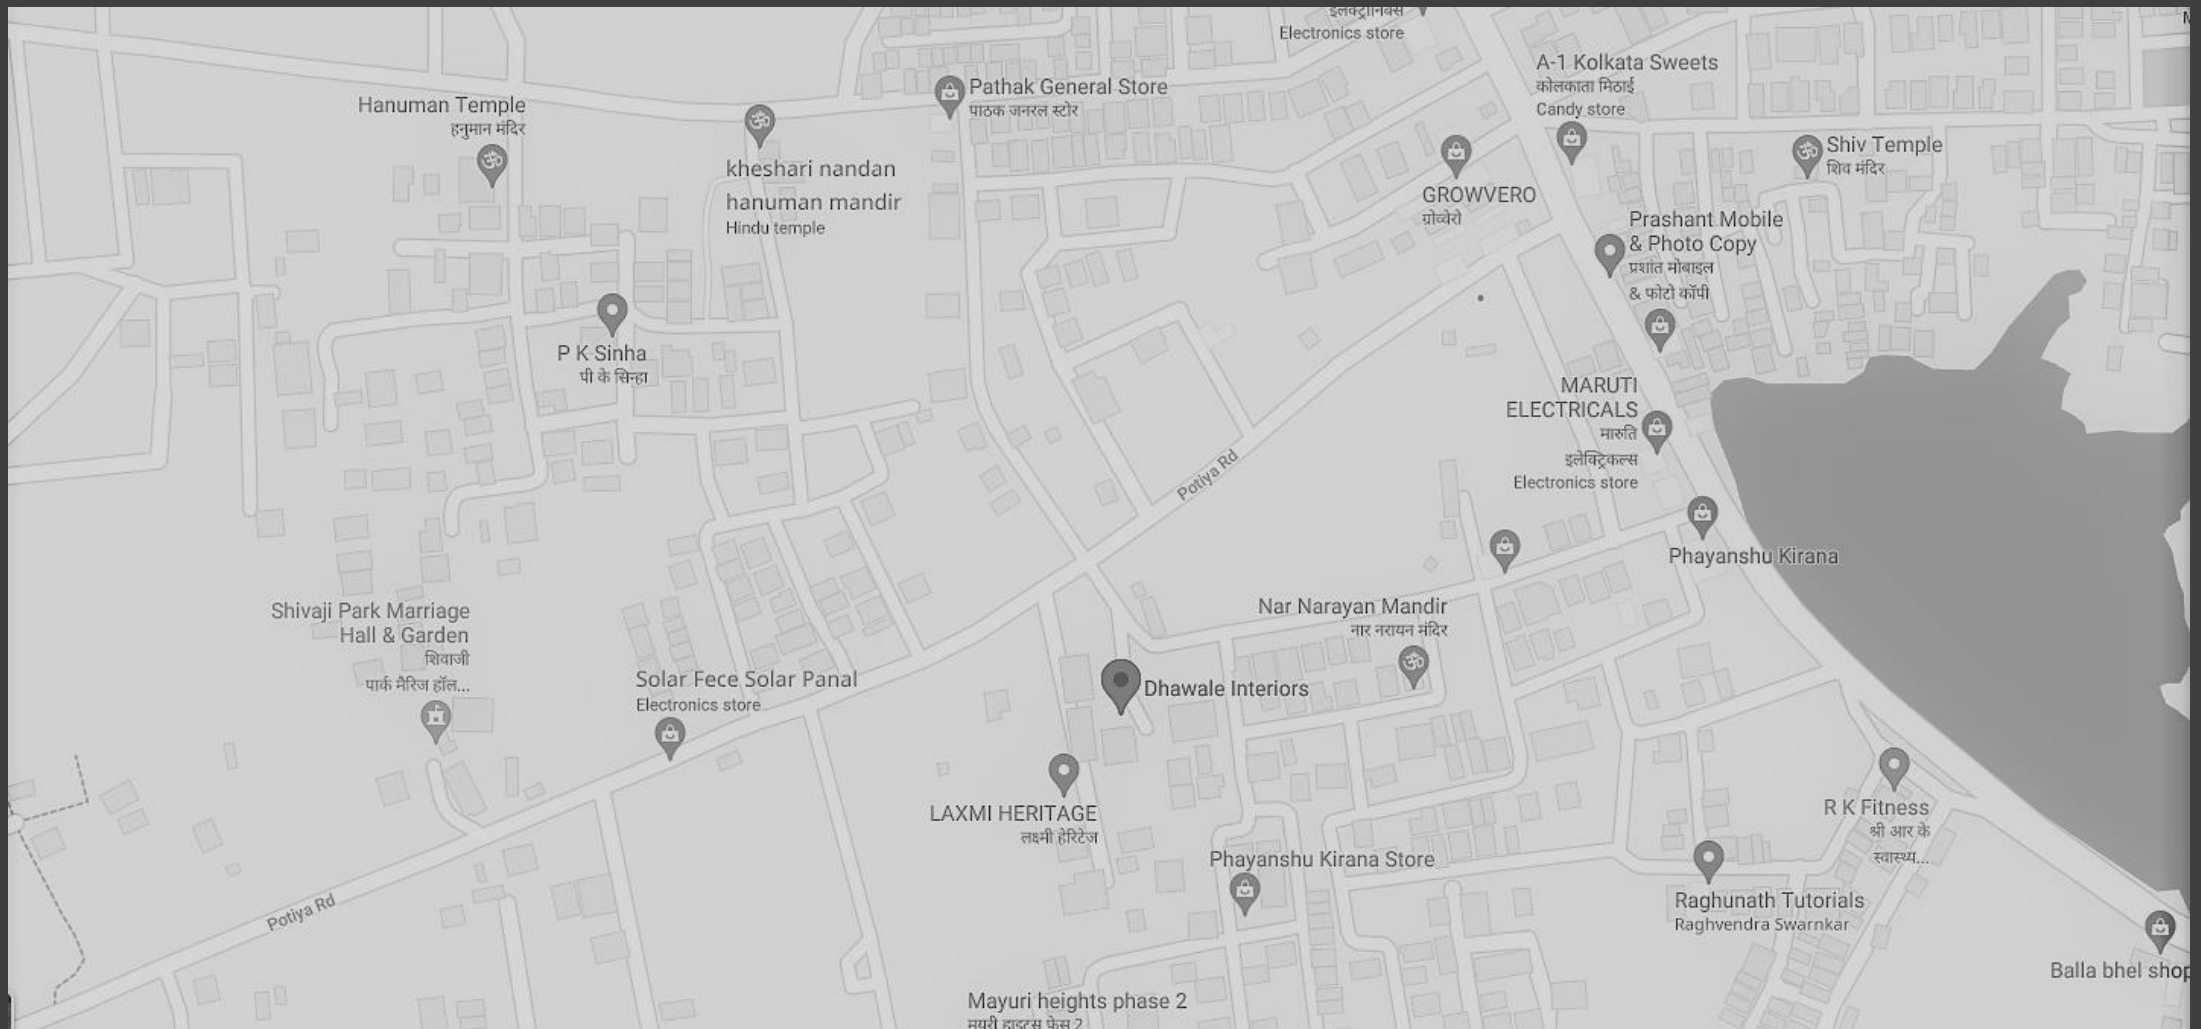 इलेक्ट्रॉनिक्स
Electronics store
A-1 Kolkata Sweets
कोलकाता मिठाई
Candy store
Pathak General Store
पाठक जनरल स्टोर
Hanuman Temple
हनुमान मंदिर
kheshari nandan
hanuman mandir
Hindu temple
Shiv Temple
शिव मंदिर
GROWVERO
ग्रोव्वेरो
Prashant Mobile
& Photo Copy
प्रशांत मोबाइल
& फोटो कॉपी
P K Sinha
पी के सिन्हा
MARUTI
ELECTRICALS
मारुति
इलेक्ट्रिकल्स
Electronics store
Potiya Rd
Phayanshu Kirana
Shivaji Park Marriage
Hall & Garden
शिवाजी
पार्क मैरिज हॉल...
Nar Narayan Mandir
नार नरायन मंदिर
Solar Fece Solar Panal
Electronics store
Dhawale Interiors
LAXMI HERITAGE
लक्ष्मी हेरिटेज
R K Fitness
श्री आर के
स्वास्थ्य...
Phayanshu Kirana Store
Raghunath Tutorials
Raghvendra Swarnkar
Potiya Rd
Balla bhel shop
Mayuri heights phase 2
मयूरी हाइट्स फेस 2